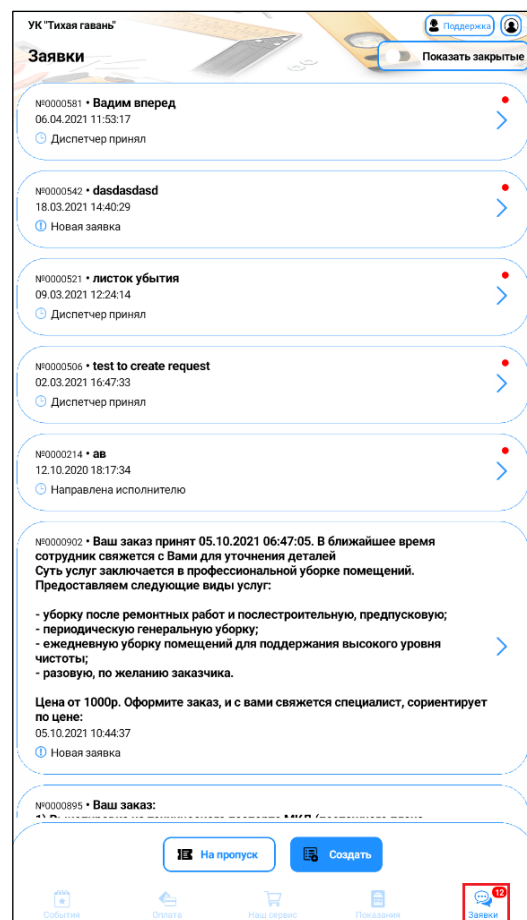 УК "Тихая гавань"
Поддержка
Заявки
Показать закрытые
№0000581 • Вадим вперед
06.04.2021 11:53:17
Диспетчер принял
№0000542 • dasdasdasd
18.03.2021 14:40:29
Новая заявка
№0000521 • листок убытия
09.03.2021 12:24:14
Диспетчер принял
№0000506 • test to create request
02.03.2021 16:47:33
Диспетчер принял
№0000214 • ав
12.10.2020 18:17:34
Направлена исполнителю
№0000902 • Ваш заказ принят 05.10.2021 06:47:05. В ближайшее время
сотрудник свяжется с Вами для уточнения деталей
Суть услуг заключается в профессиональной уборке помещений.
Предоставляем следующие виды услуг:
- уборку после ремонтных работ и послестроительную, предпусковую;
- периодическую генеральную уборку;
- ежедневную уборку помещений для поддержания высокого уровня
чистоты;
- разовую, по желанию заказчика.
Цена от 1000р. Оформите заказ, и с вами свяжется специалист, сориентирует
по цене:
05.10.2021 10:44:37
Новая заявка
№0000895 • Ваш заказ:
На пропуск
Создать
12
События
Оплата
Наш сервис
Показания
Заявки